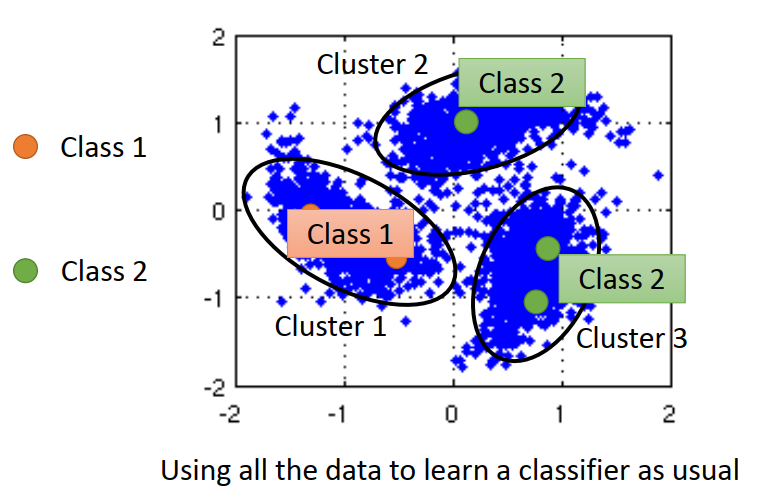 Class 1
Class 2
2
1
0
-1
-2
-2
-1
0
1
2
Cluster 2
Class 2
Class 1
Cluster 1
Class 2
Cluster 3
Using all the data to learn a classifier as usual